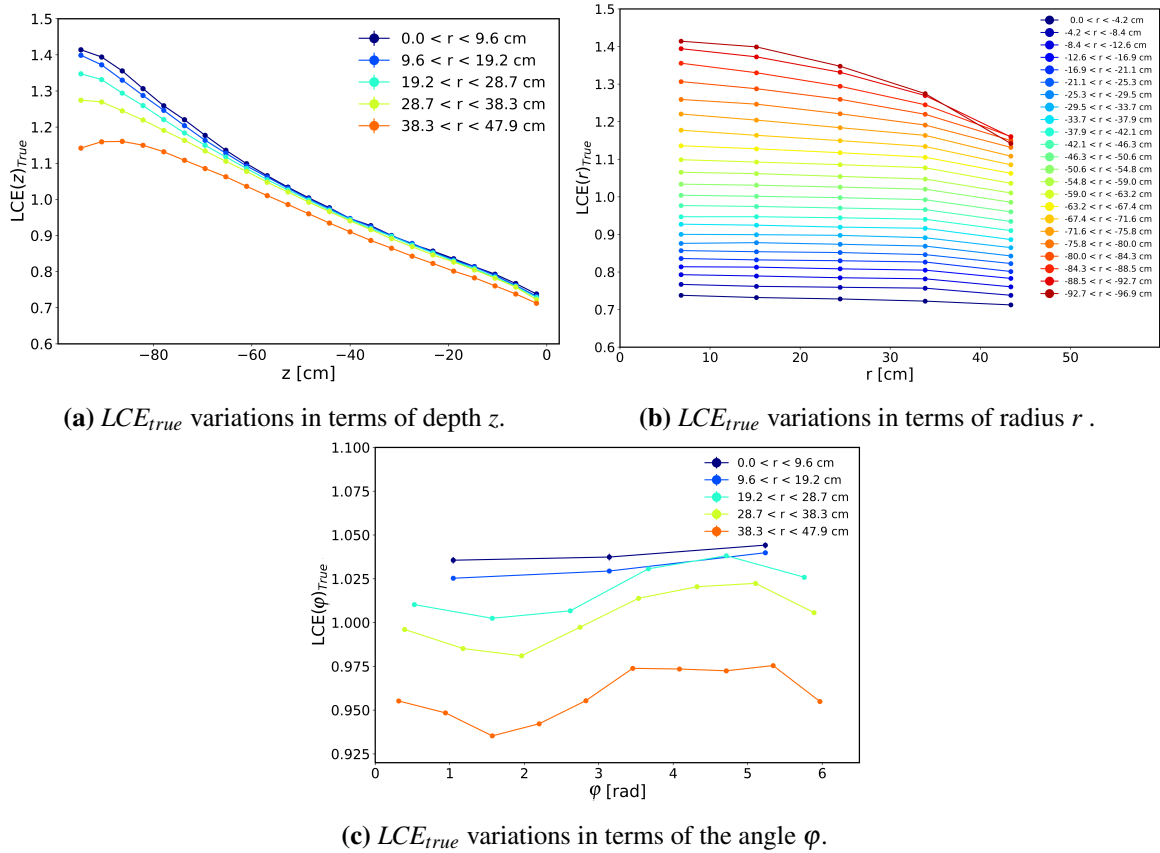 1.5
1.4
1.3
1.2
1.1
1.0
0.9
0.8
0.7
0.6
LCE(z)True
−80
−60
−40
−20
0
z [cm]
0.0 < r < 9.6 cm
9.6 < r < 19.2 cm
19.2 < r < 28.7 cm
28.7 < r < 38.3 cm
38.3 < r < 47.9 cm
(a) LCEtrue variations in terms of depth z.
1.5
1.4
1.3
1.2
1.1
1.0
0.9
0.8
0.7
0.6
LCE(r)True
0
10
20
30
40
50
r [cm]
0.0 < r < -4.2 cm
-4.2 < r < -8.4 cm
-8.4 < r < -12.6 cm
-12.6 < r < -16.9 cm
-16.9 < r < -21.1 cm
-21.1 < r < -25.3 cm
-25.3 < r < -29.5 cm
-29.5 < r < -33.7 cm
-33.7 < r < -37.9 cm
-37.9 < r < -42.1 cm
-42.1 < r < -46.3 cm
-46.3 < r < -50.6 cm
-50.6 < r < -54.8 cm
-54.8 < r < -59.0 cm
-59.0 < r < -63.2 cm
-63.2 < r < -67.4 cm
-67.4 < r < -71.6 cm
-71.6 < r < -75.8 cm
-75.8 < r < -80.0 cm
-80.0 < r < -84.3 cm
-84.3 < r < -88.5 cm
-88.5 < r < -92.7 cm
-92.7 < r < -96.9 cm
(b) LCEtrue variations in terms of radius r .
1.100
1.075
1.050
1.025
1.000
0.975
0.950
0.925
LCE(φ)True
0
1
2
3
4
5
6
φ [rad]
0.0 < r < 9.6 cm
9.6 < r < 19.2 cm
19.2 < r < 28.7 cm
28.7 < r < 38.3 cm
38.3 < r < 47.9 cm
(c) LCEtrue variations in terms of the angle φ.